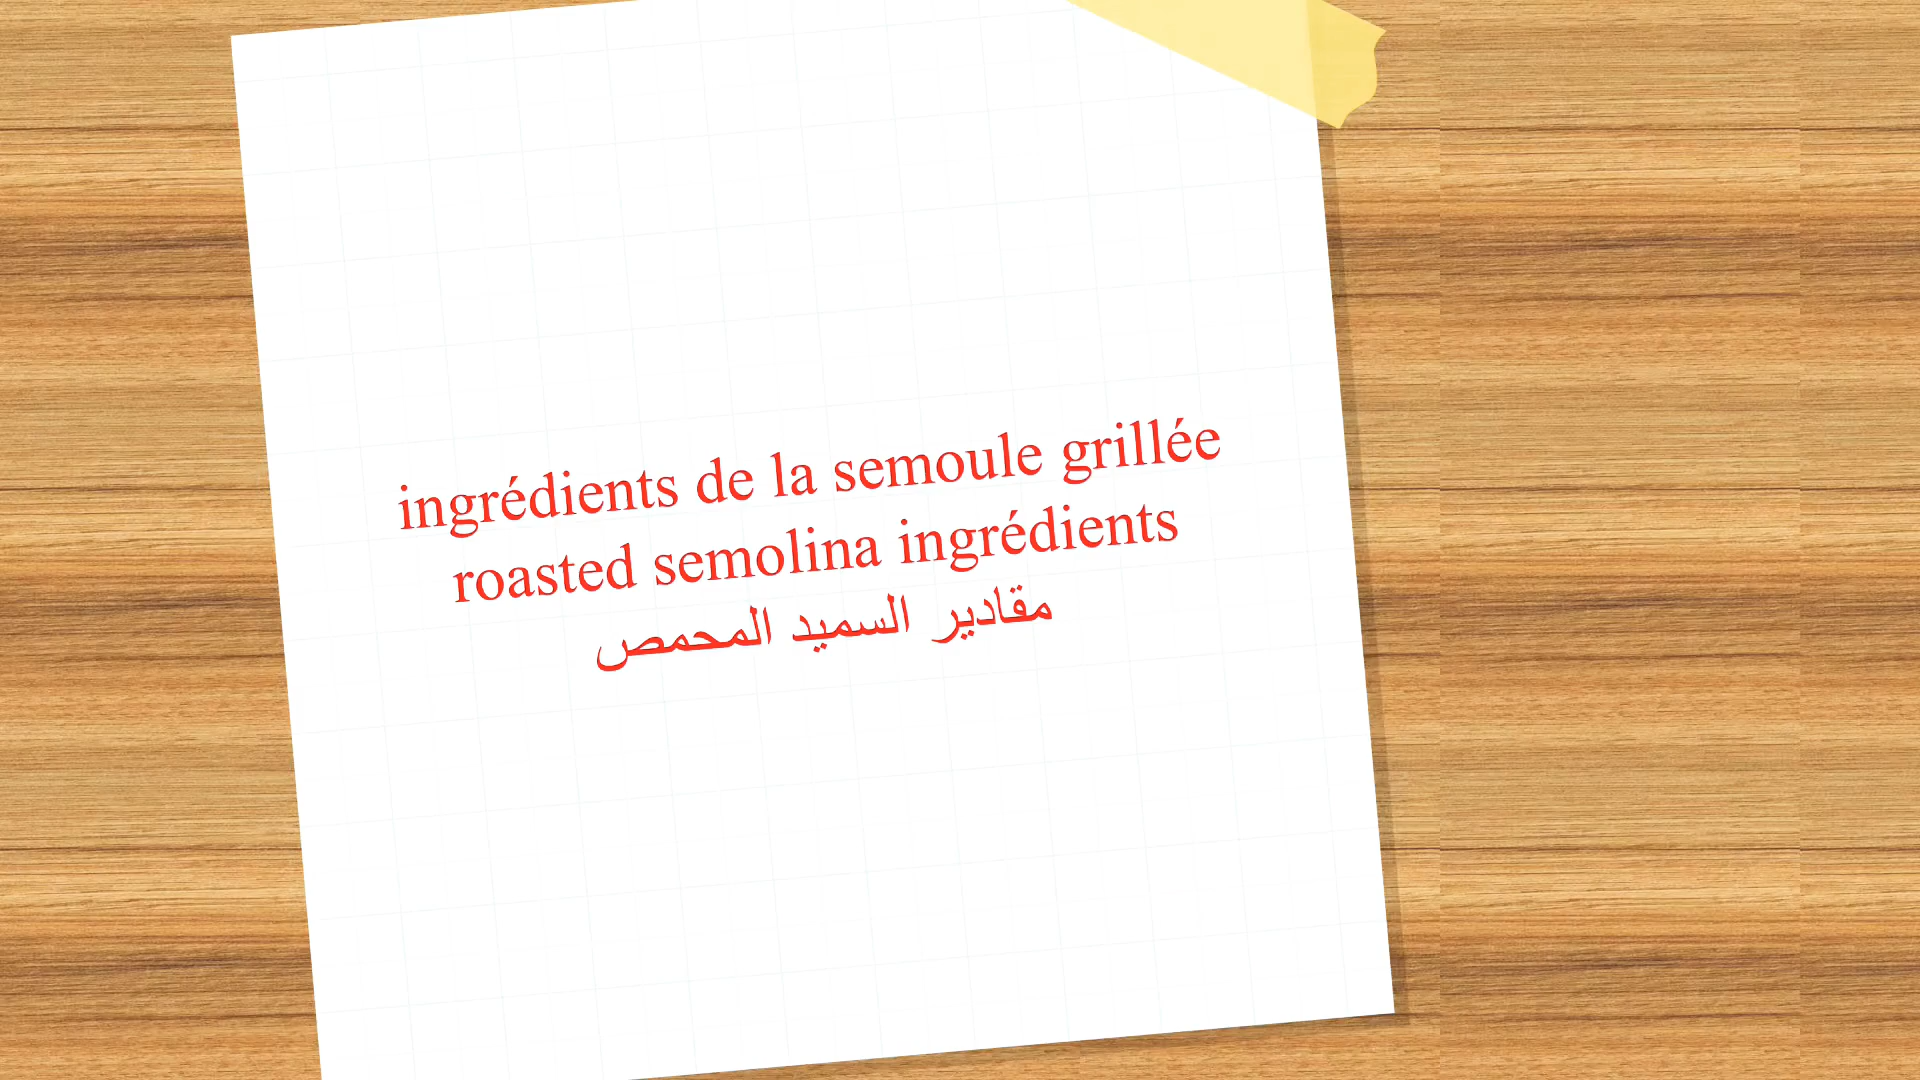 ingrédients de la semoule grillée
roasted semolina ingrédients
مقادير السميد المحمص